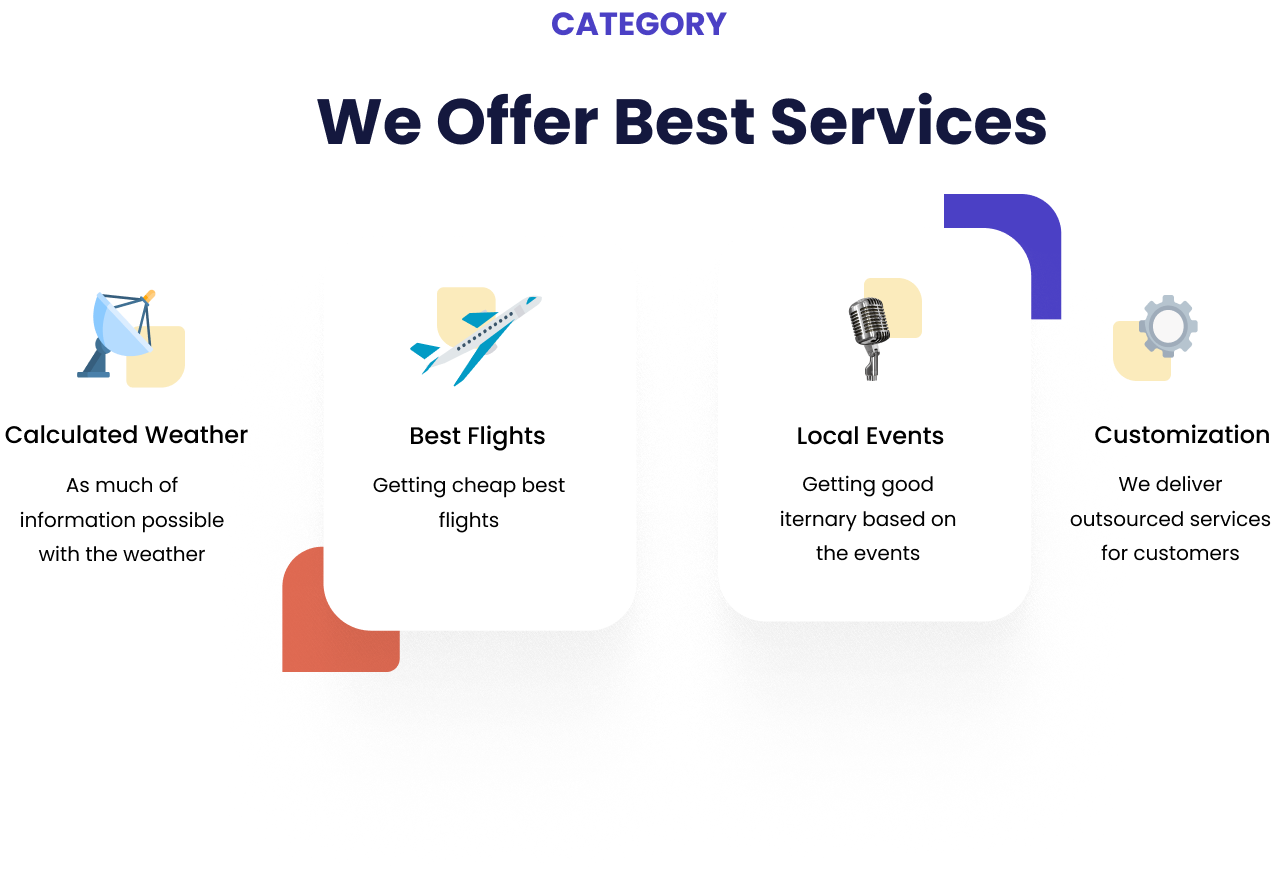 CATEGORY
We Offer Best Services
Calculated Weather
As much of
information possible
with the weather
Best Flights
Getting cheap best
flights
Local Events
Getting good
iternary based on
the events
Customization
We deliver
outsourced services
for customers